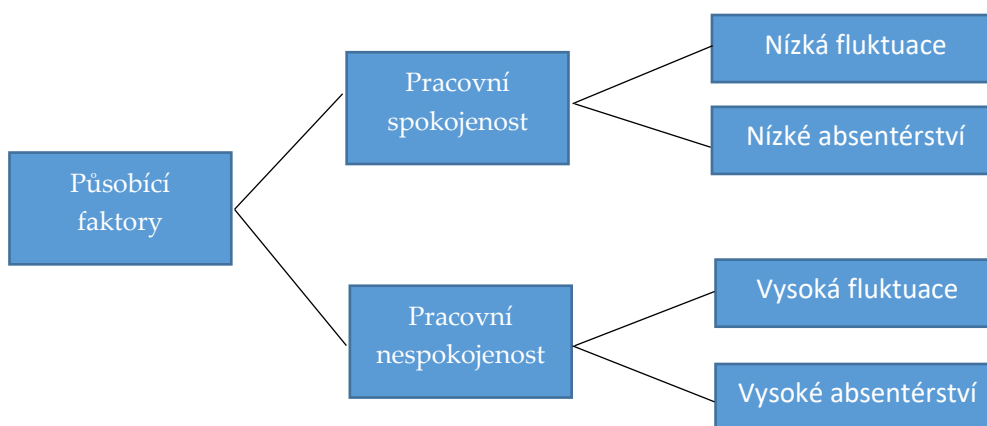 Působící
faktory
Pracovní
spokojenost
Nízká fluktuace
Nízké absentérství
Pracovní
nespokojenost
Vysoká fluktuace
Vysoké absentérství